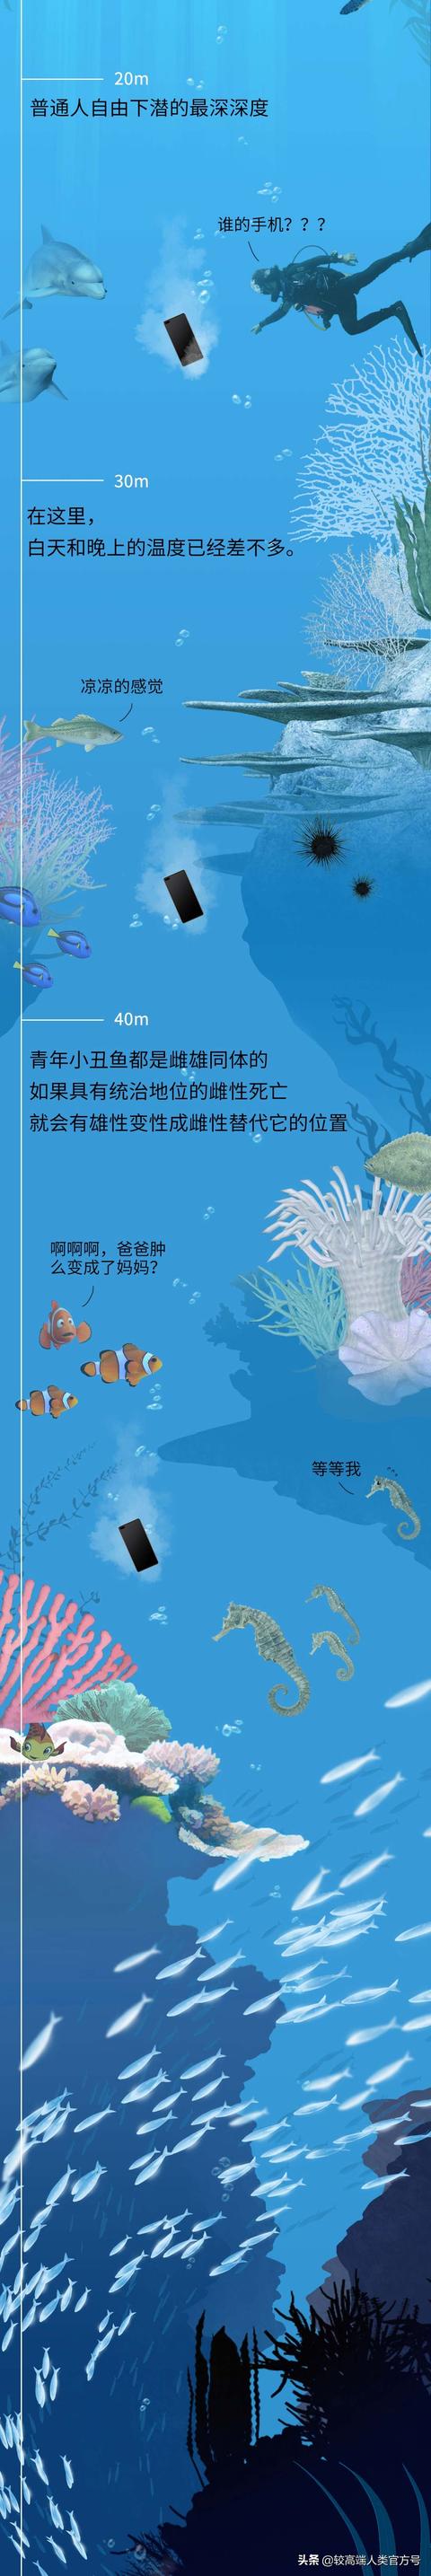 20m
普通人自由下潜的最深深度
谁的手机？？？
30m
在这里，
白天和晚上的温度已经差不多。
凉凉的感觉
40m
青年小丑鱼都是雌雄同体的
如果具有统治地位的雌性死亡
就会有雄性变性成雌性替代它的位置
啊啊啊，爸爸肿
么变成了妈妈？
等等我
头条 @较高端人类官方号